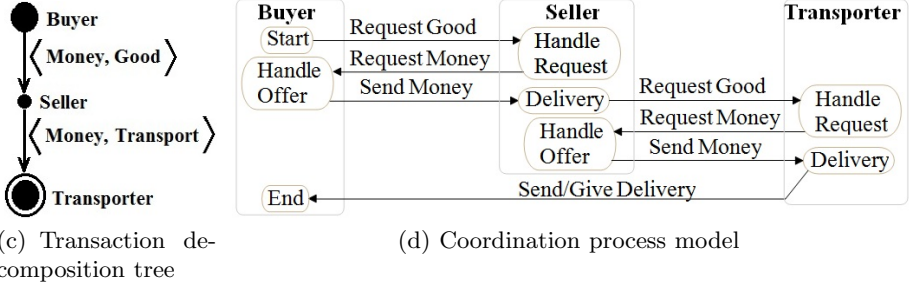 Buyer
⟨Money, Good⟩
Seller
⟨Money, Transport⟩
Transporter
(c) Transaction de-
composition tree
Buyer
Seller
Transporter
Start
Request Good
Handle
Request
Request Money
Handle
Offer
Send Money
Delivery
Request Good
Handle
Request
Request Money
Handle
Offer
Send Money
Delivery
Send/Give Delivery
End
(d) Coordination process model